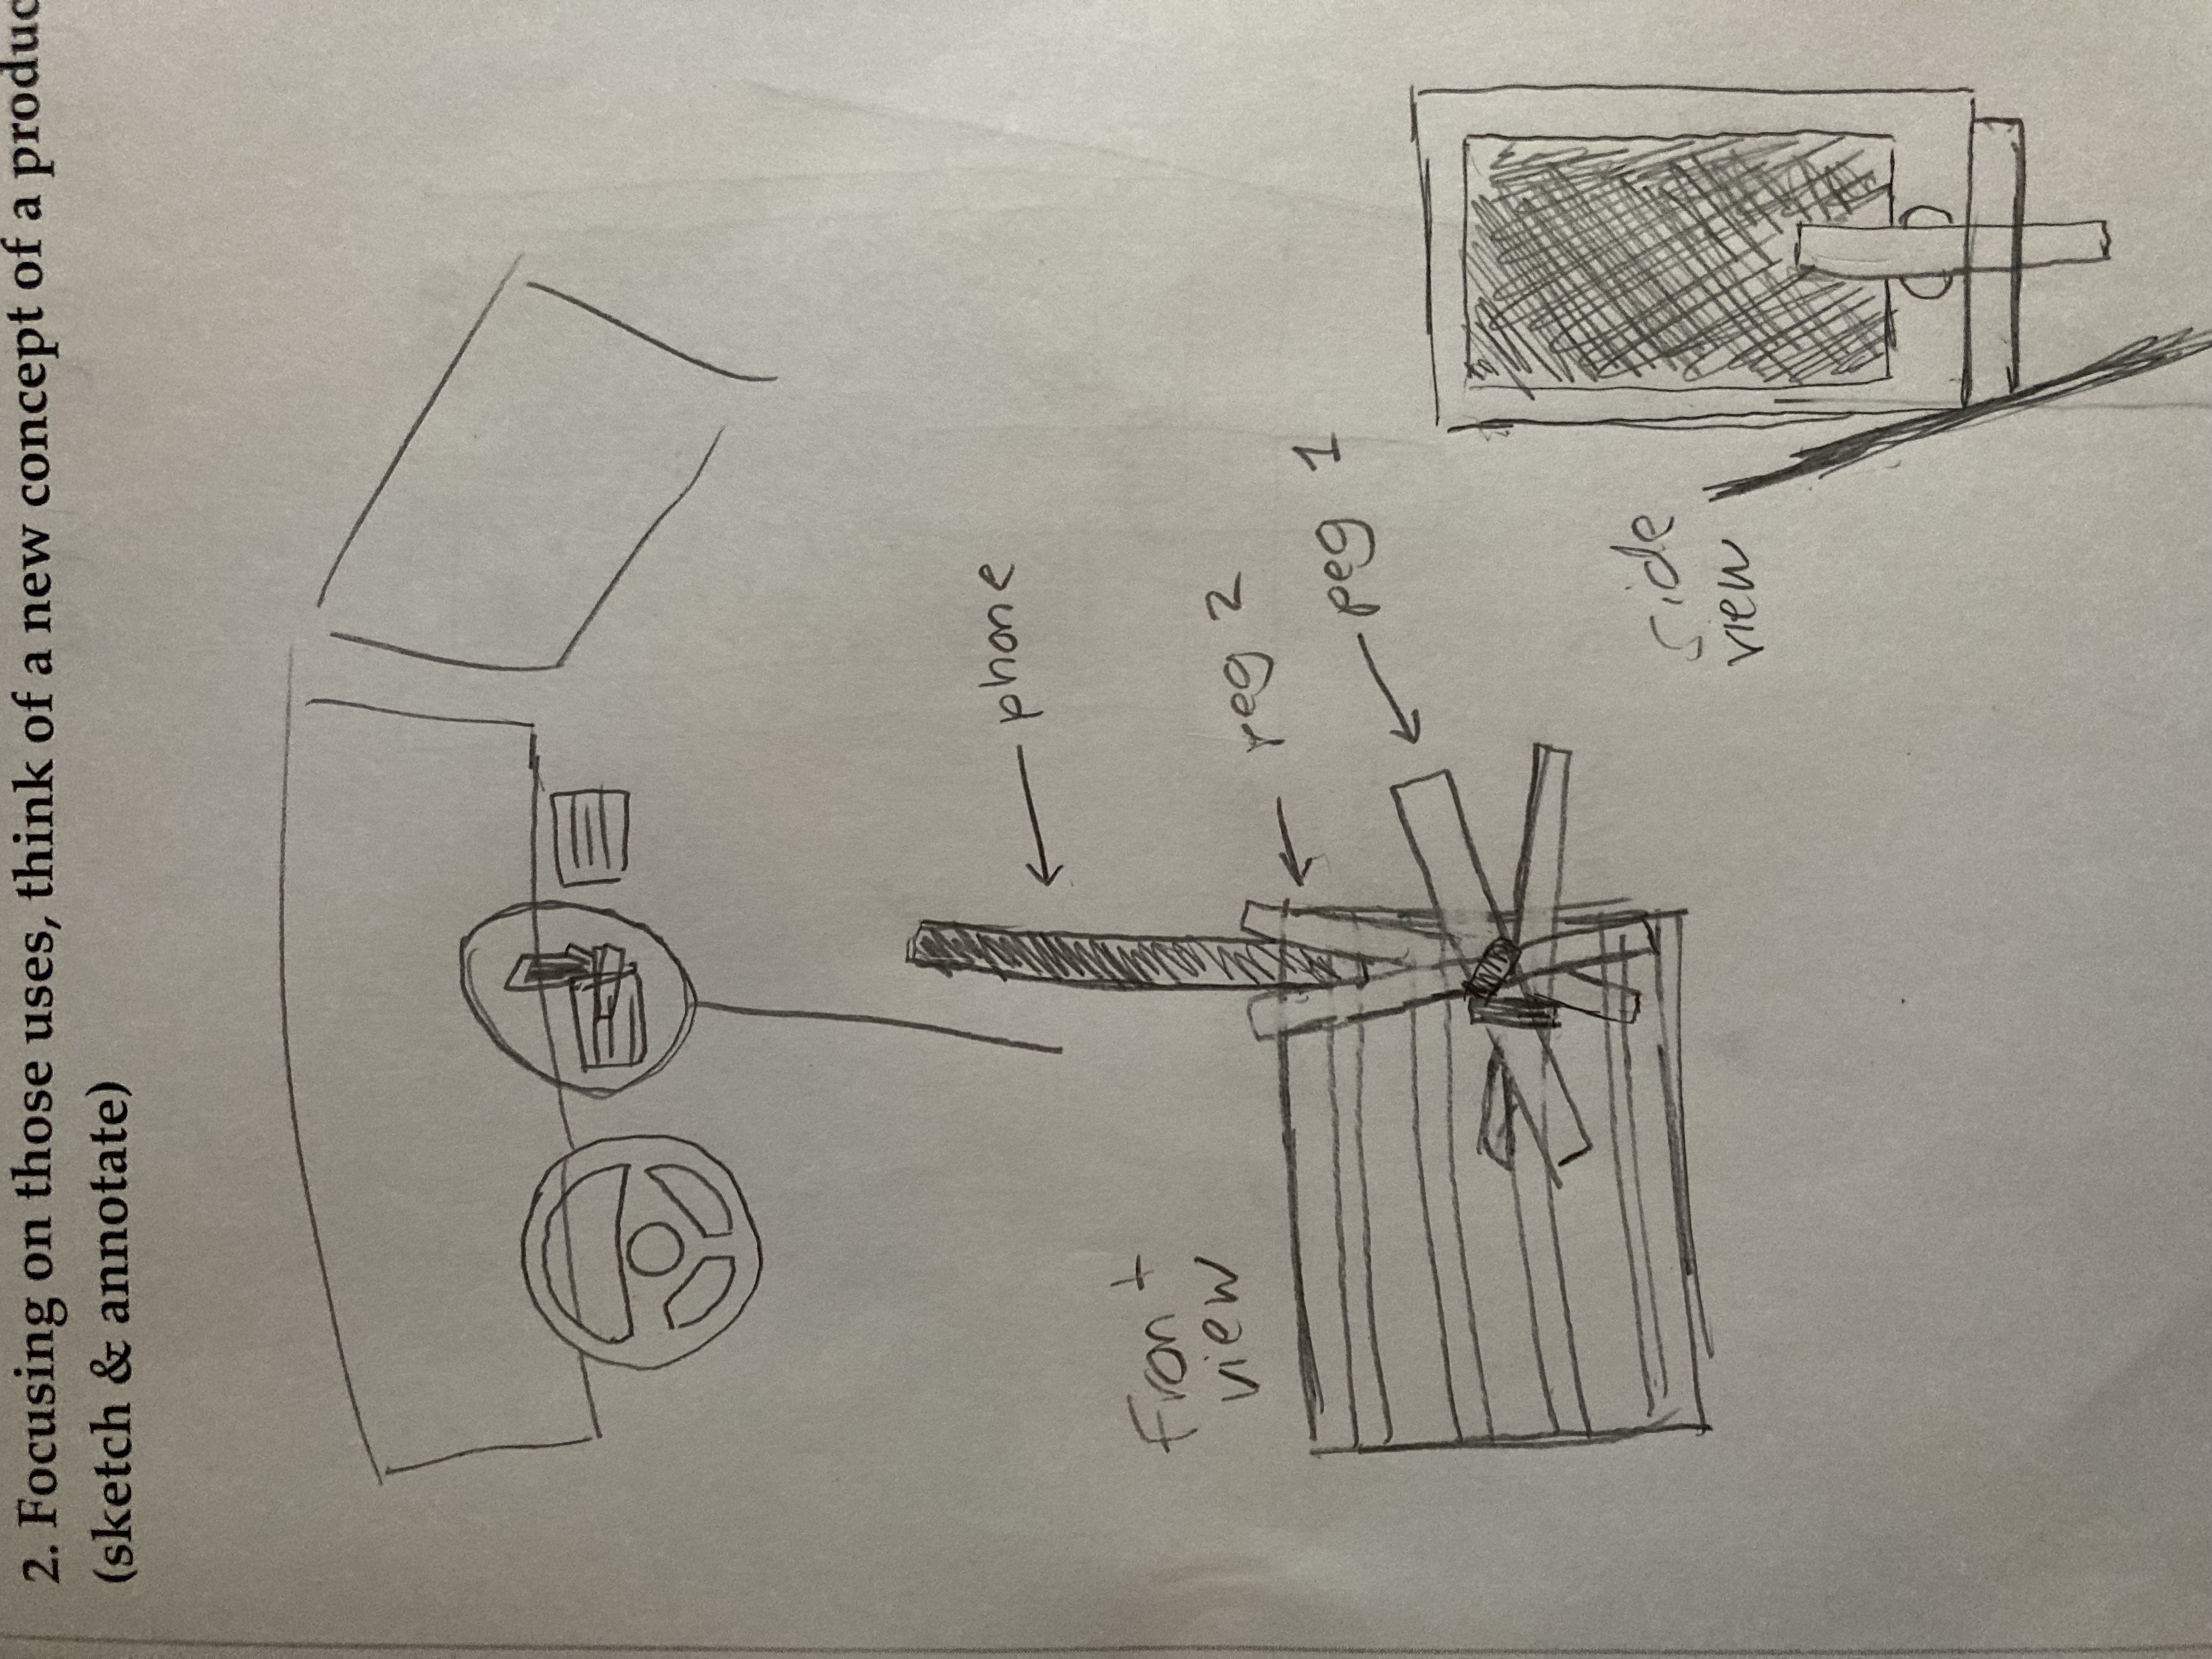 2. Focusing on those uses, think of a new concept of a produc
(sketch & annotate)
phone
Front
view
peg 2
peg 1
side
view